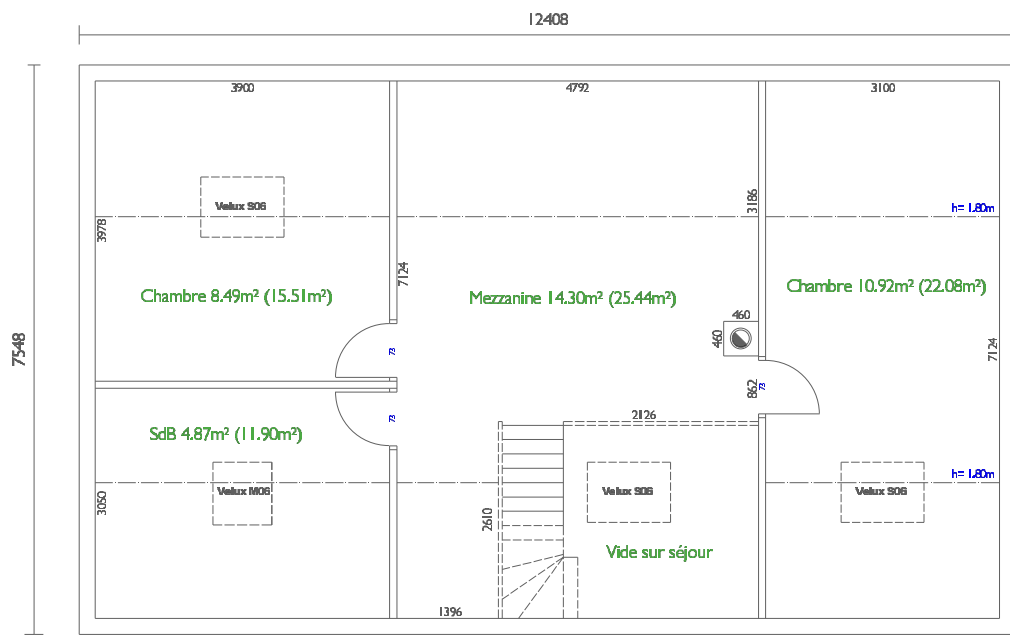 12408
3900
4792
3100
Velux S06
3186
h= 1.80m
3978
7124
Chambre 8.49m² (15.51m²)
Mezzanine 14.30m² (25.44m²)
Chambre 10.92m² (22.08m²)
460
460
7548
73
7124
862
73
73
2126
SdB 4.87m² (11.90m²)
h= 1.80m
Velux M06
Velux S06
Velux S06
3050
2610
Vide sur séjour
1396